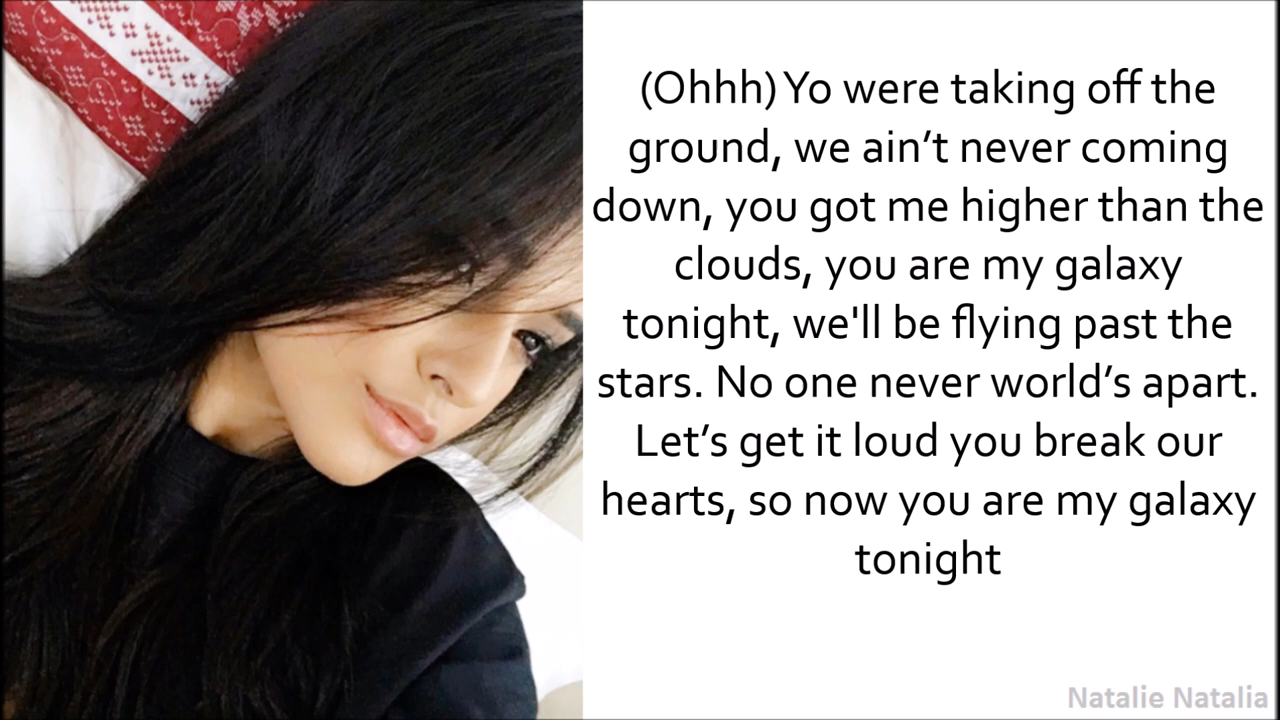 (Ohhh) Yo were taking off the
ground, we ain’t never coming
down, you got me higher than the
clouds, you are my galaxy
tonight, we'll be flying past the
stars. No one never world’s apart.
Let’s get it loud you break our
hearts, so now you are my galaxy
tonight
Natalie Natalia